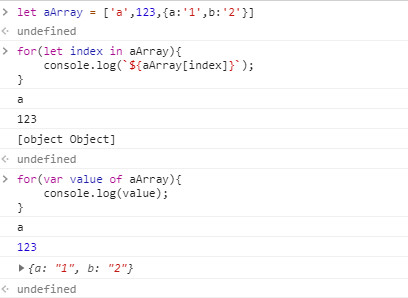 > let aArray = ['a',123,{a:'1',b:'2'}]
<· undefined
> for(let index in aArray){
console.log(`${aArray[index]}`);
}
a
123
[object Object]
<· undefined
> for(var value of aArray){
console.log(value);
}
a
123
▶ {a: "1", b: "2"}
<· undefined